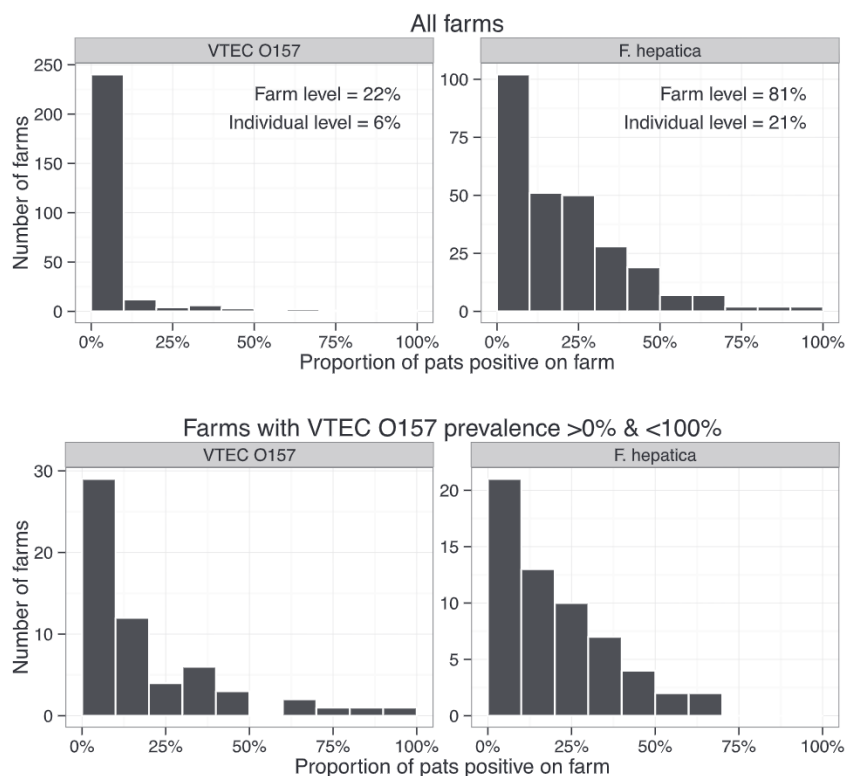 All farms
VTEC O157
F. hepatica
Number of farms
250
200
150
100
50
0
Farm level = 22%
Individual level = 6%
100
75
50
25
0
Farm level = 81%
Individual level = 21%
0% 25% 50% 75% 100%
0% 25% 50% 75% 100%
Proportion of pats positive on farm
Farms with VTEC O157 prevalence >0% & <100%
VTEC O157
F. hepatica
Number of farms
30
20
10
0
20
15
10
5
0
0% 25% 50% 75% 100%
0% 25% 50% 75% 100%
Proportion of pats positive on farm